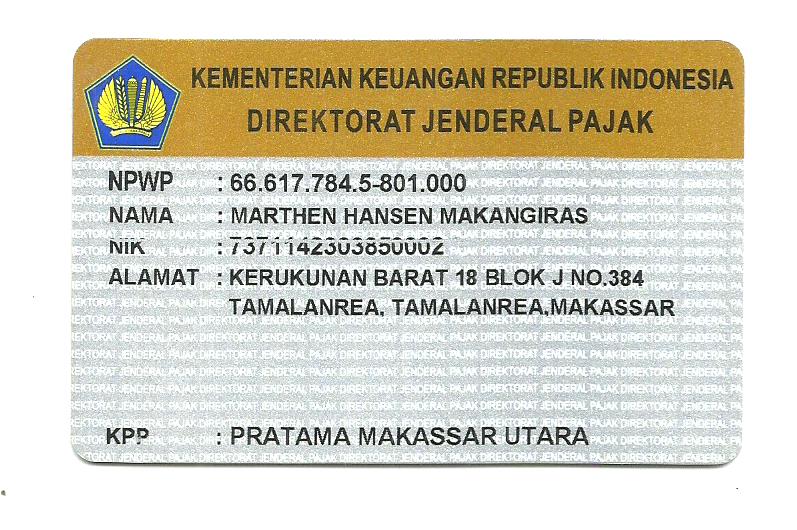 KEMENTERIAN KEUANGAN REPUBLIK INDONESIA
DIREKTORAT JENDERAL PAJAK
NPWP : 66.617.784.5-801.000
NAMA : MARTHEN HANSEN MAKANGIRAS
NIK : 7371142303850002
ALAMAT : KERUKUNAN BARAT 18 BLOK J NO.384
TAMALANREA, TAMALANREA,MAKASSAR
KPP : PRATAMA MAKASSAR UTARA